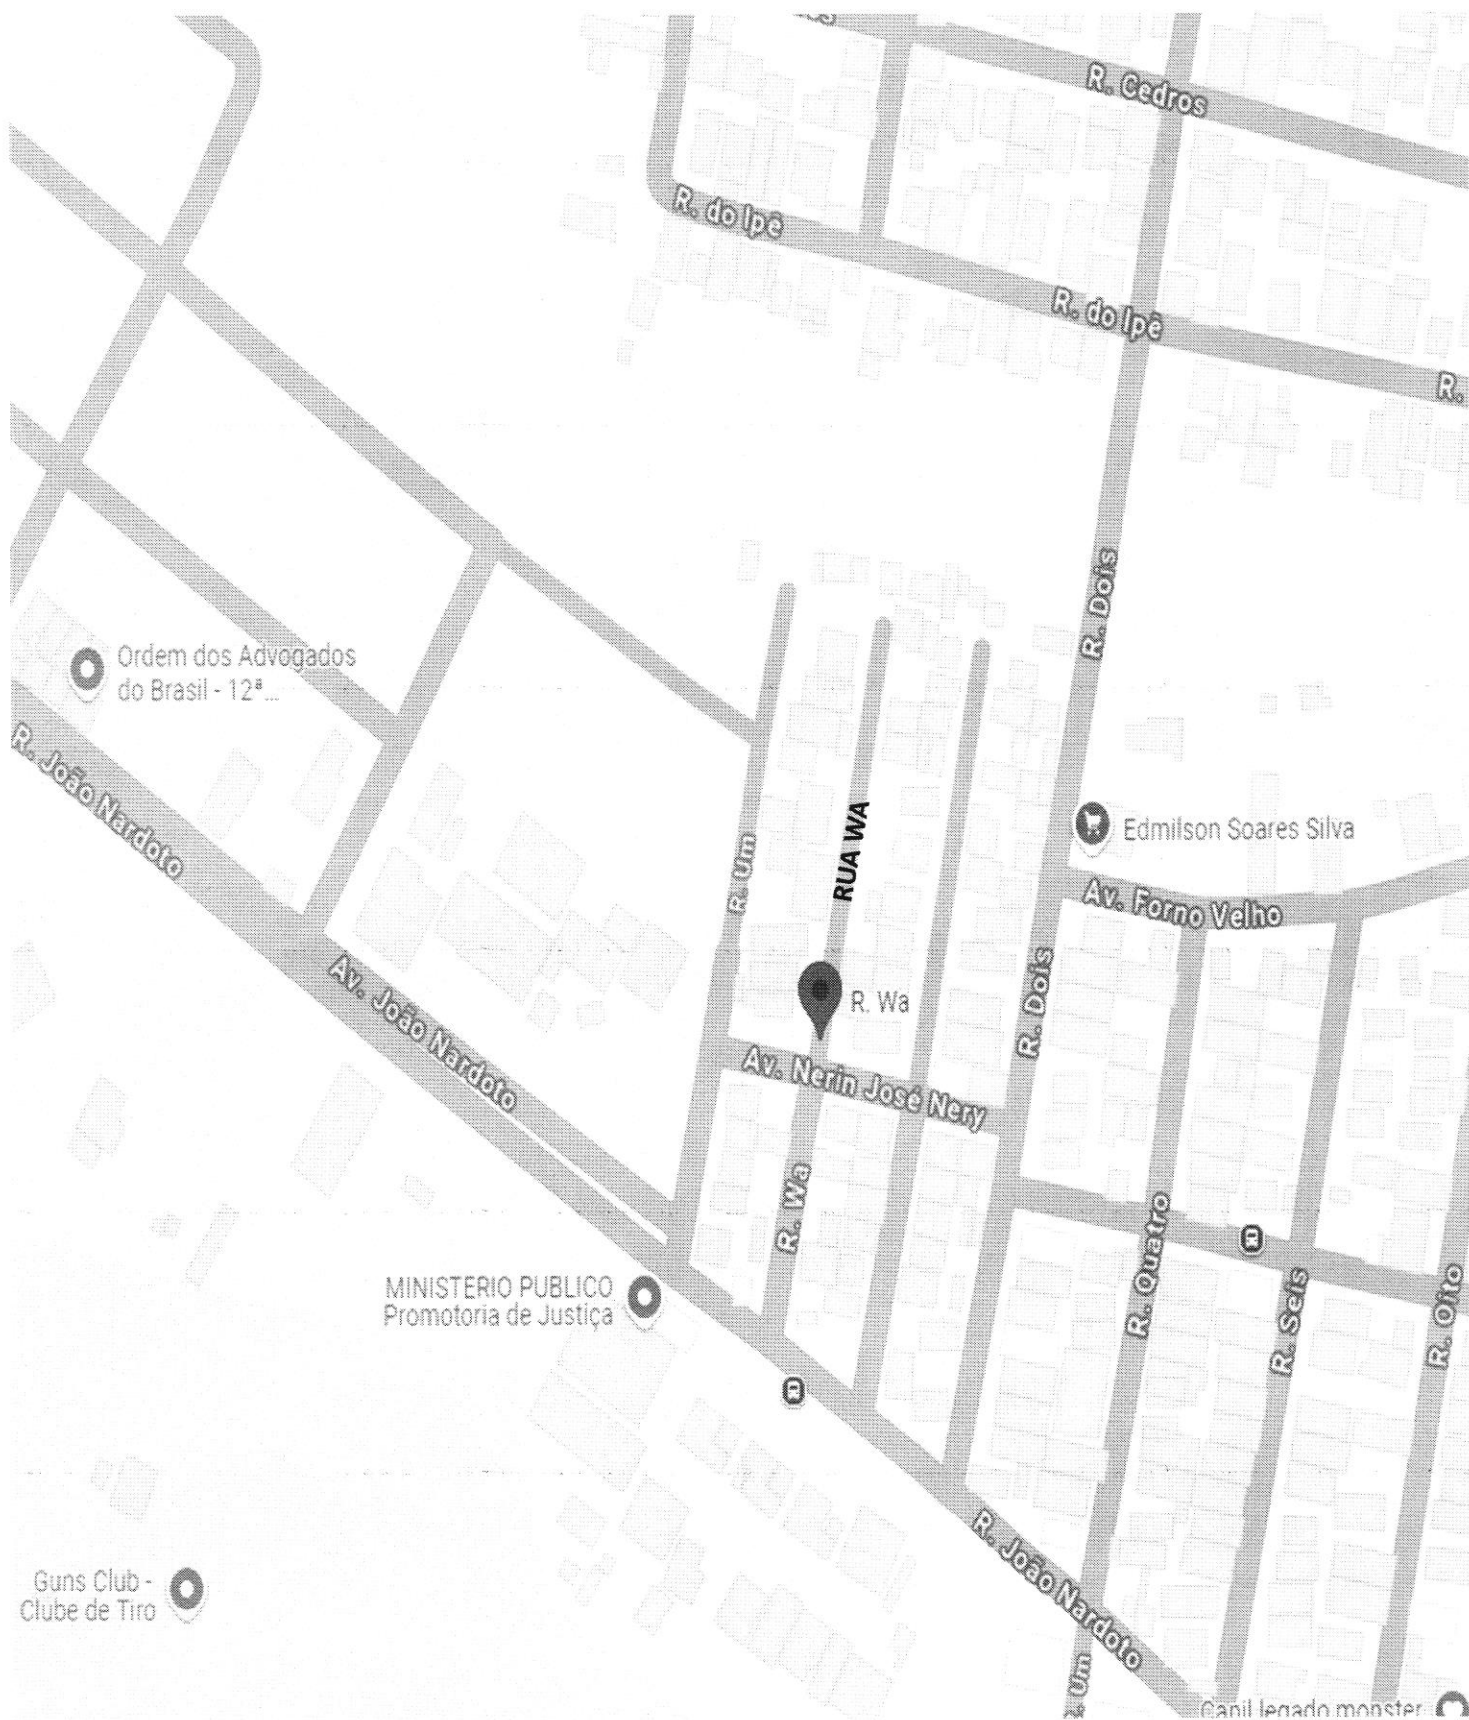 R. Cedros
R. do Ipê
R. do Ipê
R.
R. Dois
Ordem dos Advogados
do Brasil - 12ª...
R. João Nardoto
R. Um
RUA WA
Edmilson Soares Silva
Av. Forno Velho
Av. João Nardoto
R. Wa
R. Dois
Av. Nerin José Nery
R. Wa
R. Quatro
R. Seis
R. Oito
MINISTERIO PUBLICO
Promotoria de Justiça
R. João Nardoto
Guns Club -
Clube de Tiro
Um
Canil legado monster